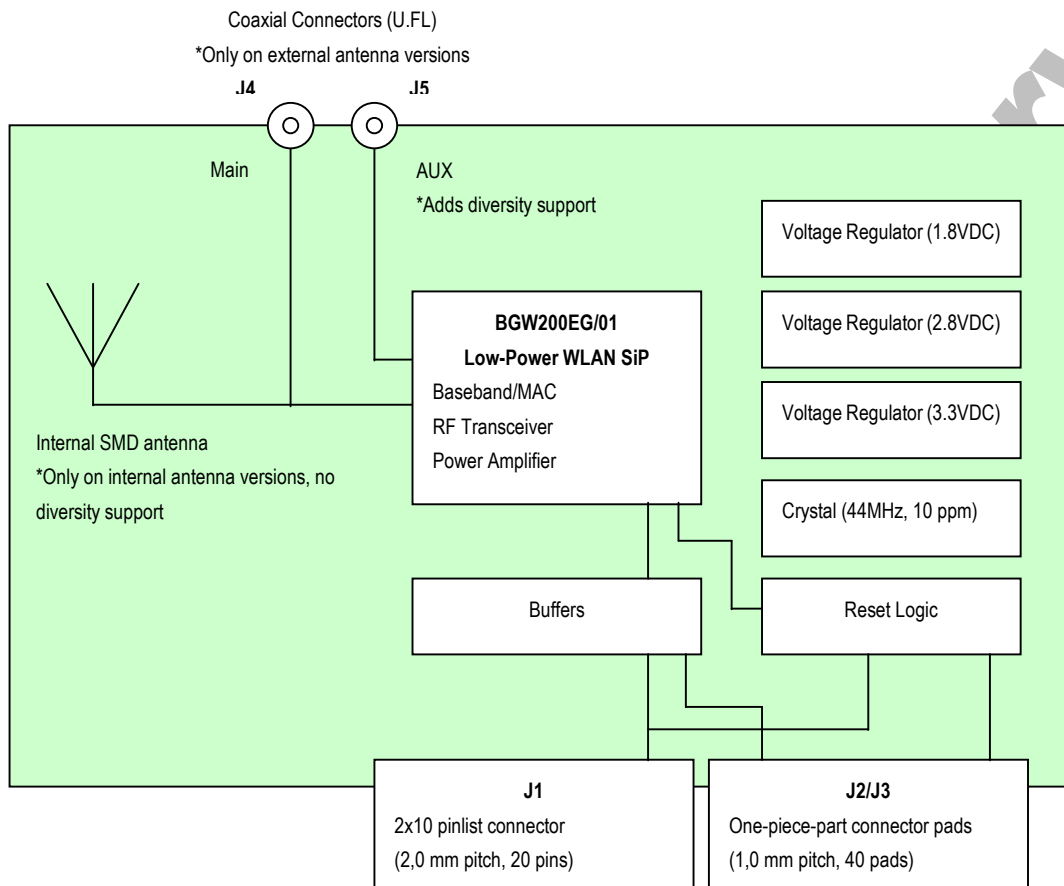 Coaxial Connectors (U.FL)
*Only on external antenna versions
J4
J5
Main
AUX
*Adds diversity support
Voltage Regulator (1.8VDC)
Voltage Regulator (2.8VDC)
Voltage Regulator (3.3VDC)
BGW200EG/01
Low-Power WLAN SiP
Baseband/MAC
RF Transceiver
Power Amplifier
Internal SMD antenna
*Only on internal antenna versions, no
diversity support
Crystal (44MHz, 10 ppm)
Buffers
Reset Logic
J1
2x10 pinlist connector
(2,0 mm pitch, 20 pins)
J2/J3
One-piece-part connector pads
(1,0 mm pitch, 40 pads)